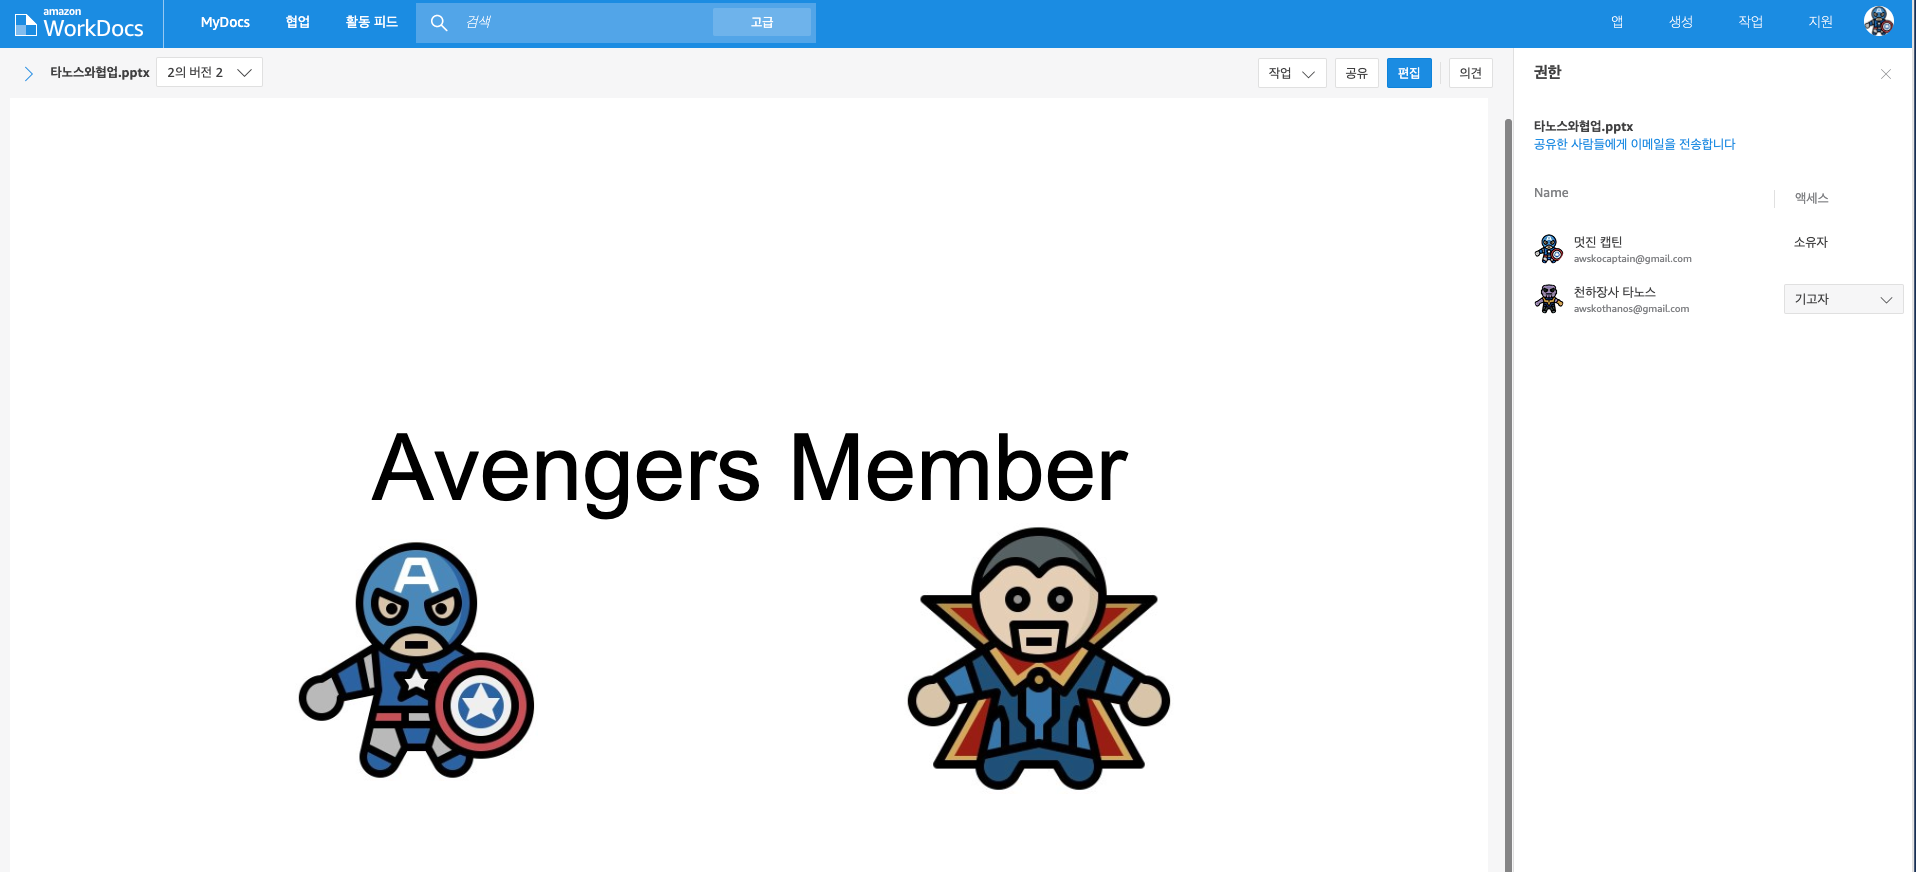 amazon
WorkDocs
MyDocs
협업
활동 피드
검색
고급
앱
생성
작업
지원
타노스와협업.pptx
2의 버전 2
작업
공유
편집
의견
Avengers Member
A
권한
타노스와협업.pptx
공유한 사람들에게 이메일을 전송합니다
Name
액세스
멋진 캡틴
소유자
awskocaptain@gmail.com
천하장사 타노스
기고자
awskothanos@gmail.com